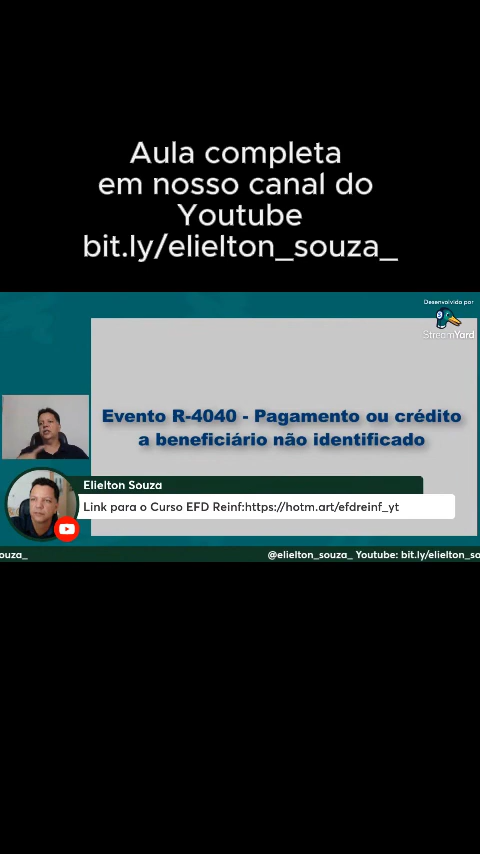 Aula completa
em nosso canal do
Youtube
bit.ly/elielton_souza_
Desenvolvido por
StreamYard
Evento R-4040 - Pagamento ou crédito
a beneficiário não identificado
Elielton Souza
Link para o Curso EFD Reinf:https://hotm.art/efdreinf_yt
ouza_
@elielton_souza_ Youtube: bit.ly/elielton_so